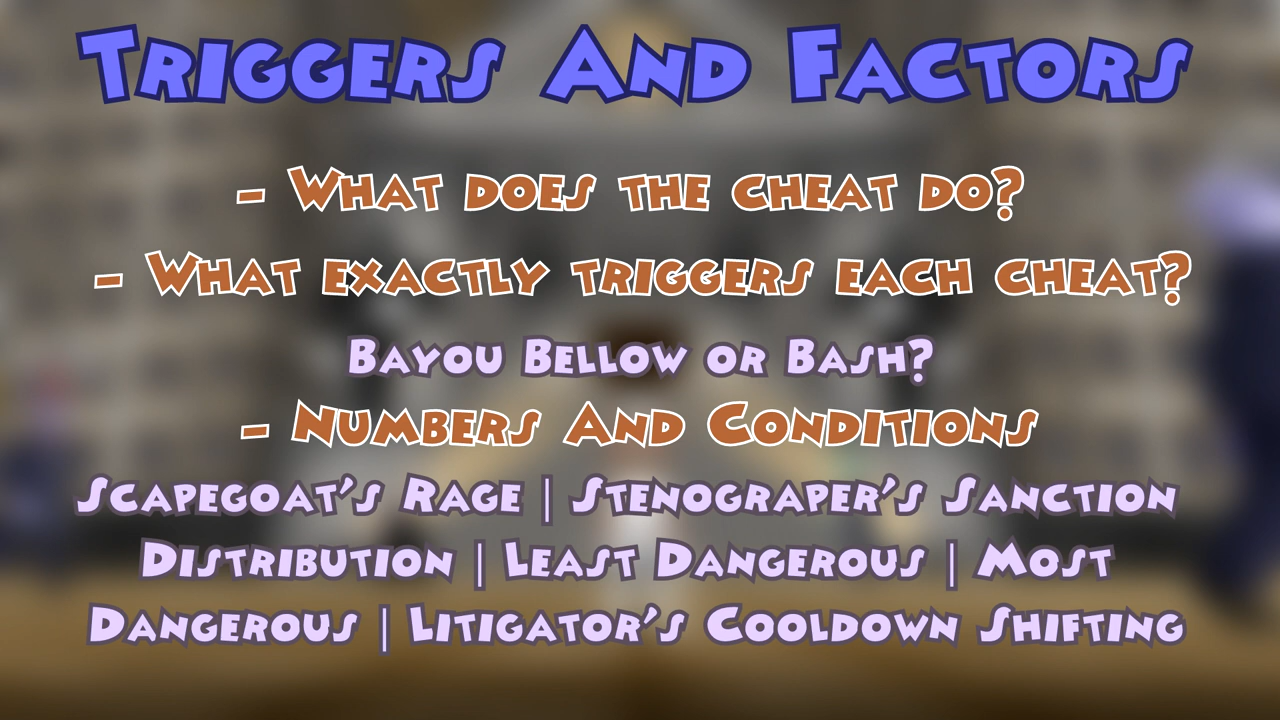 Triggers And Factors
- What does the cheat do?
- What exactly triggers each cheat?
Bayou Bellow or Bash?
- Numbers And Conditions
Scapegoat's Rage | Stenograper's Sanction
Distribution | Least Dangerous | Most
Dangerous | Litigator's Cooldown Shifting